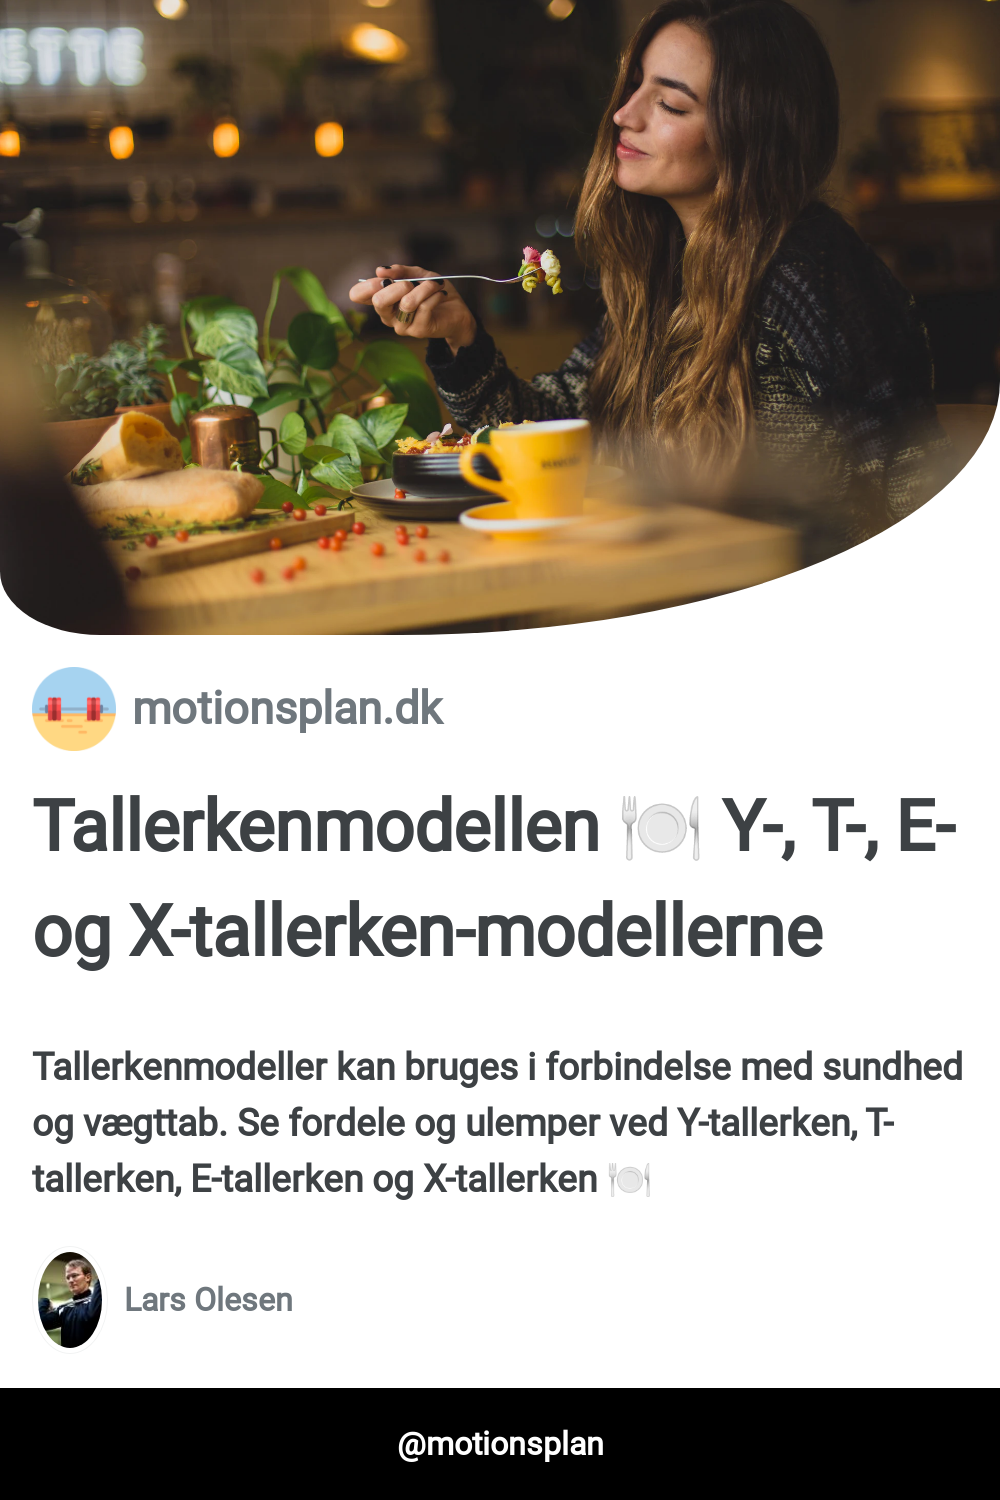 ETTE
motionsplan.dk
Tallerkenmodellen 🍽️ Y-, T-, E-
og X-tallerken-modellerne
Tallerkenmodeller kan bruges i forbindelse med sundhed
og vægttab. Se fordele og ulemper ved Y-tallerken, T-
tallerken, E-tallerken og X-tallerken 🍽️
Lars Olesen
@motionsplan